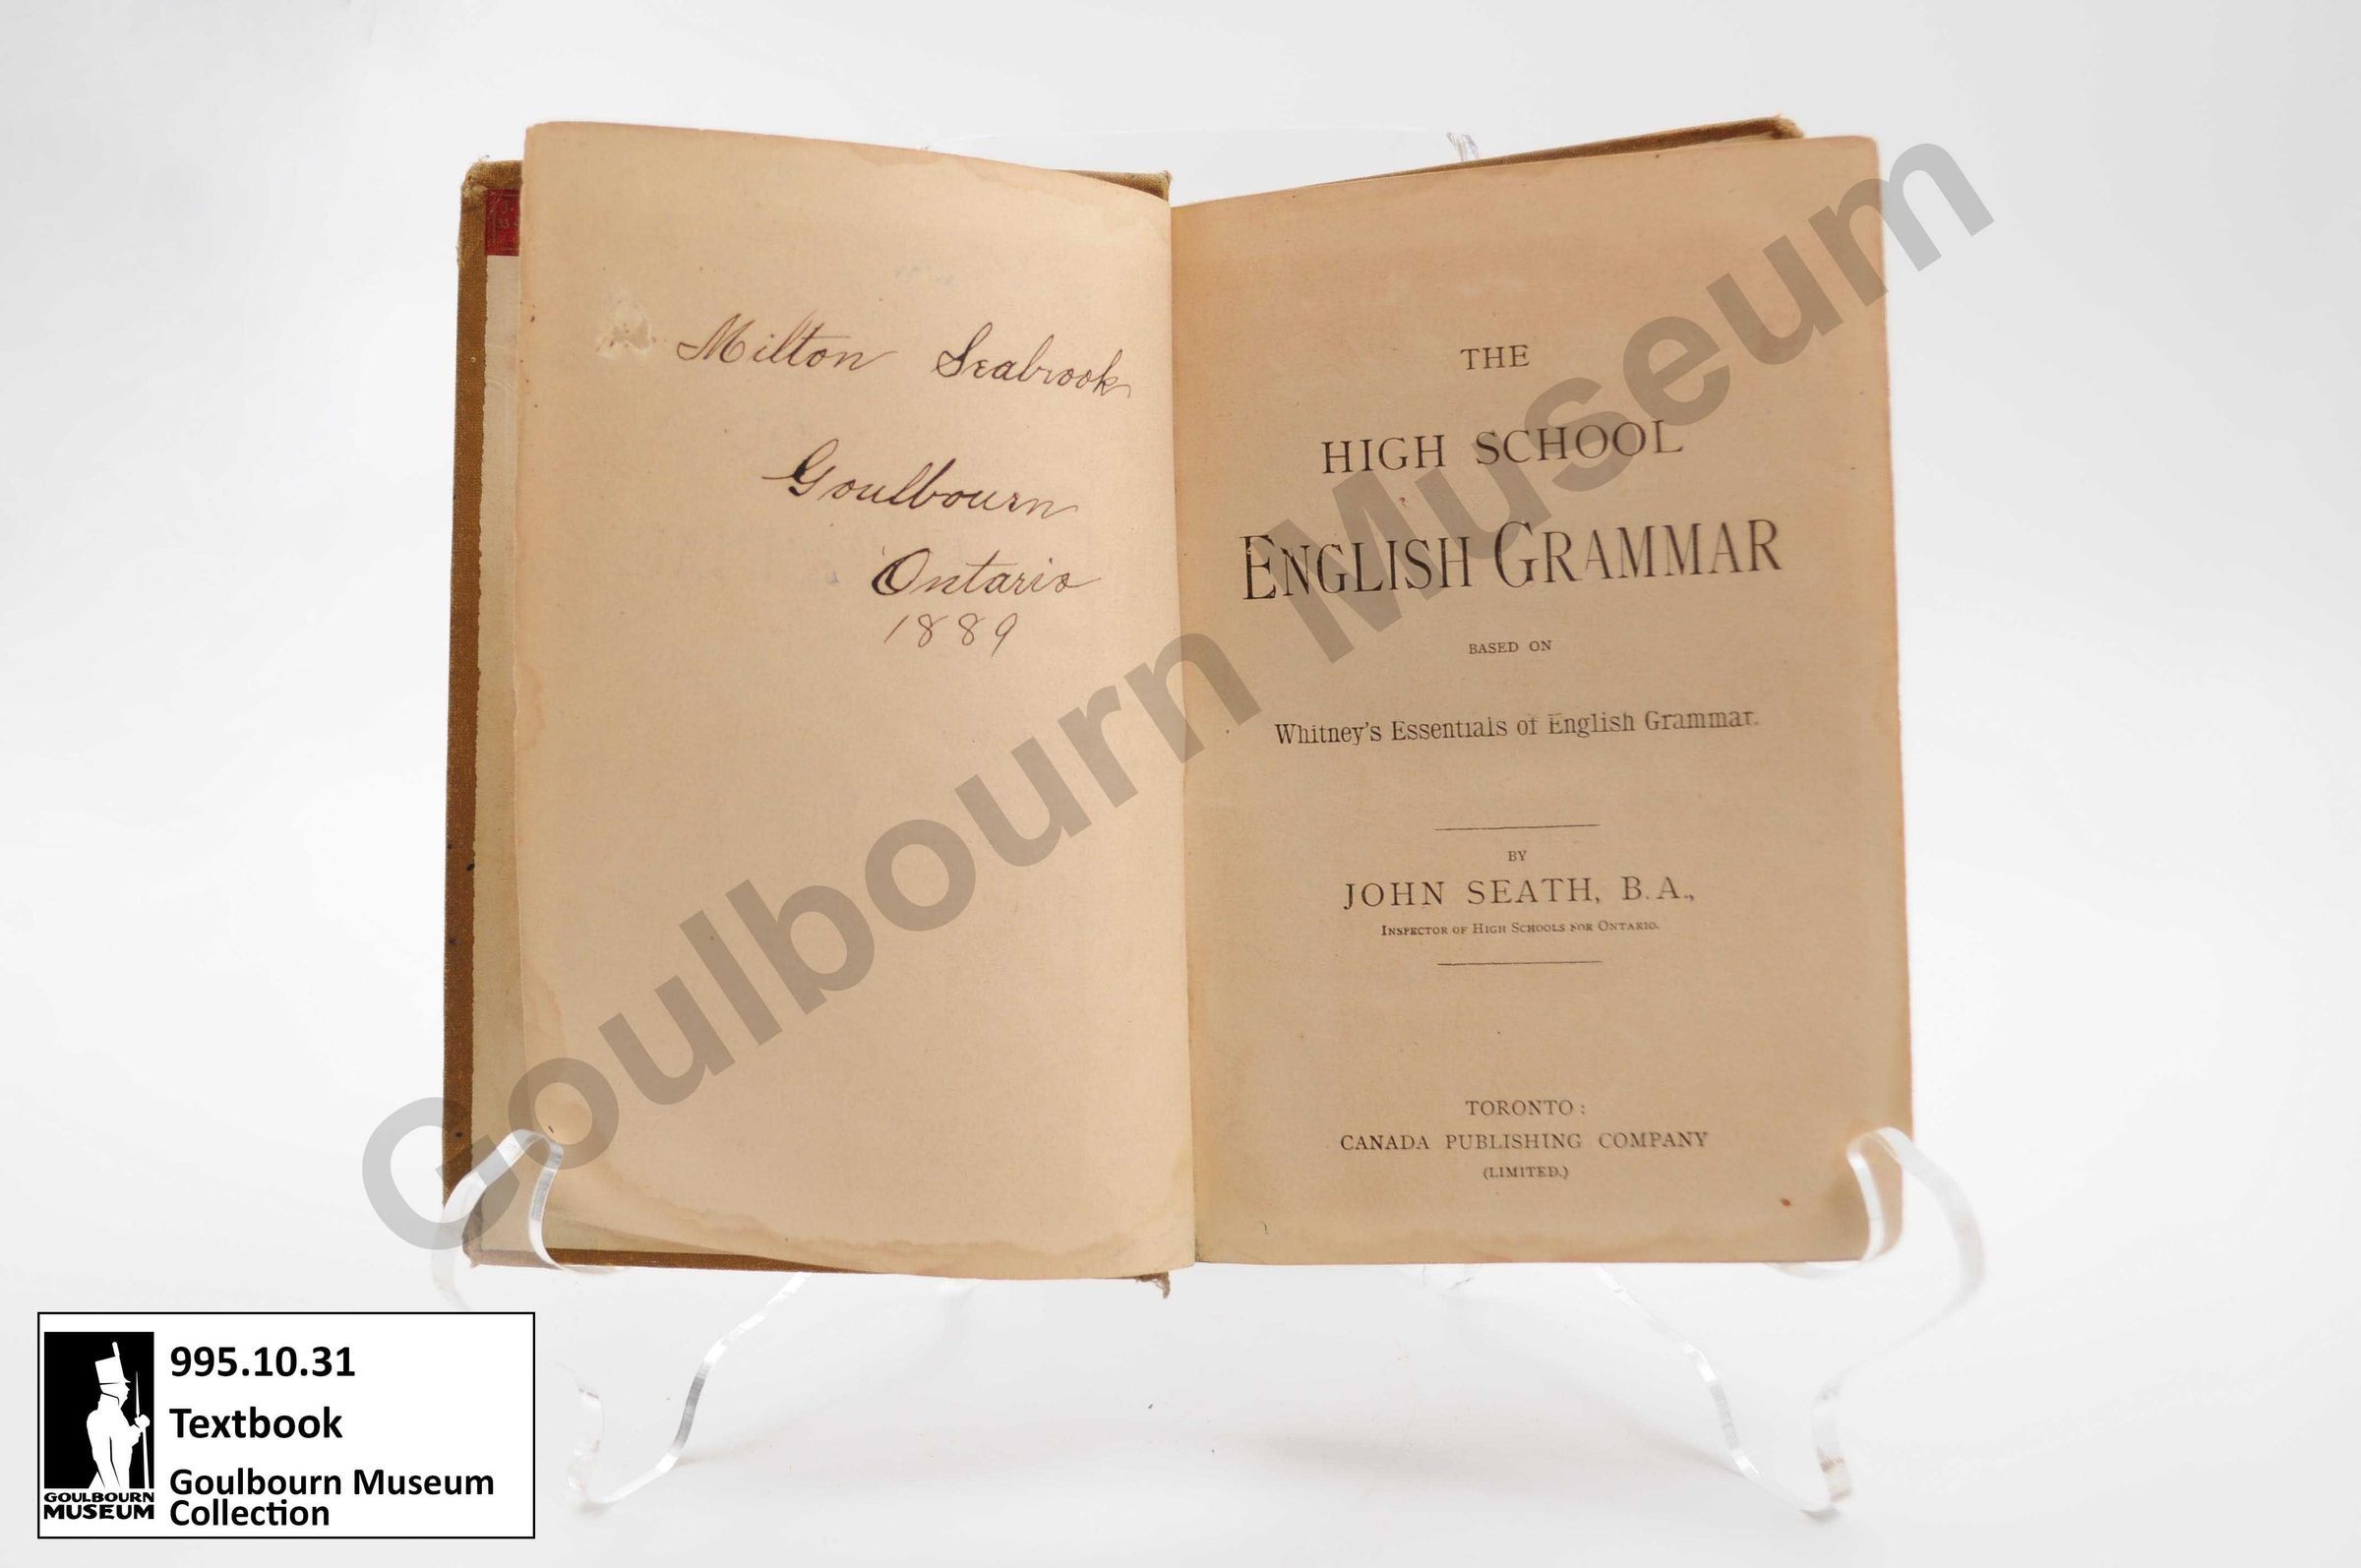 Milton Seabrook
Goulbourn
Ontario
1889
THE
HIGH SCHOOL
ENGLISH GRAMMAR
BASED ON
Whitney's Essentials of English Grammar.
BY
JOHN SEATH, B.A.,
INSPECTOR OF HIGH SCHOOLS FOR ONTARIO.
TORONTO:
CANADA PUBLISHING COMPANY
(LIMITED.)
Goulbourn Museum
995.10.31
Textbook
Goulbourn Museum
Collection
GOULBOURN
MUSEUM